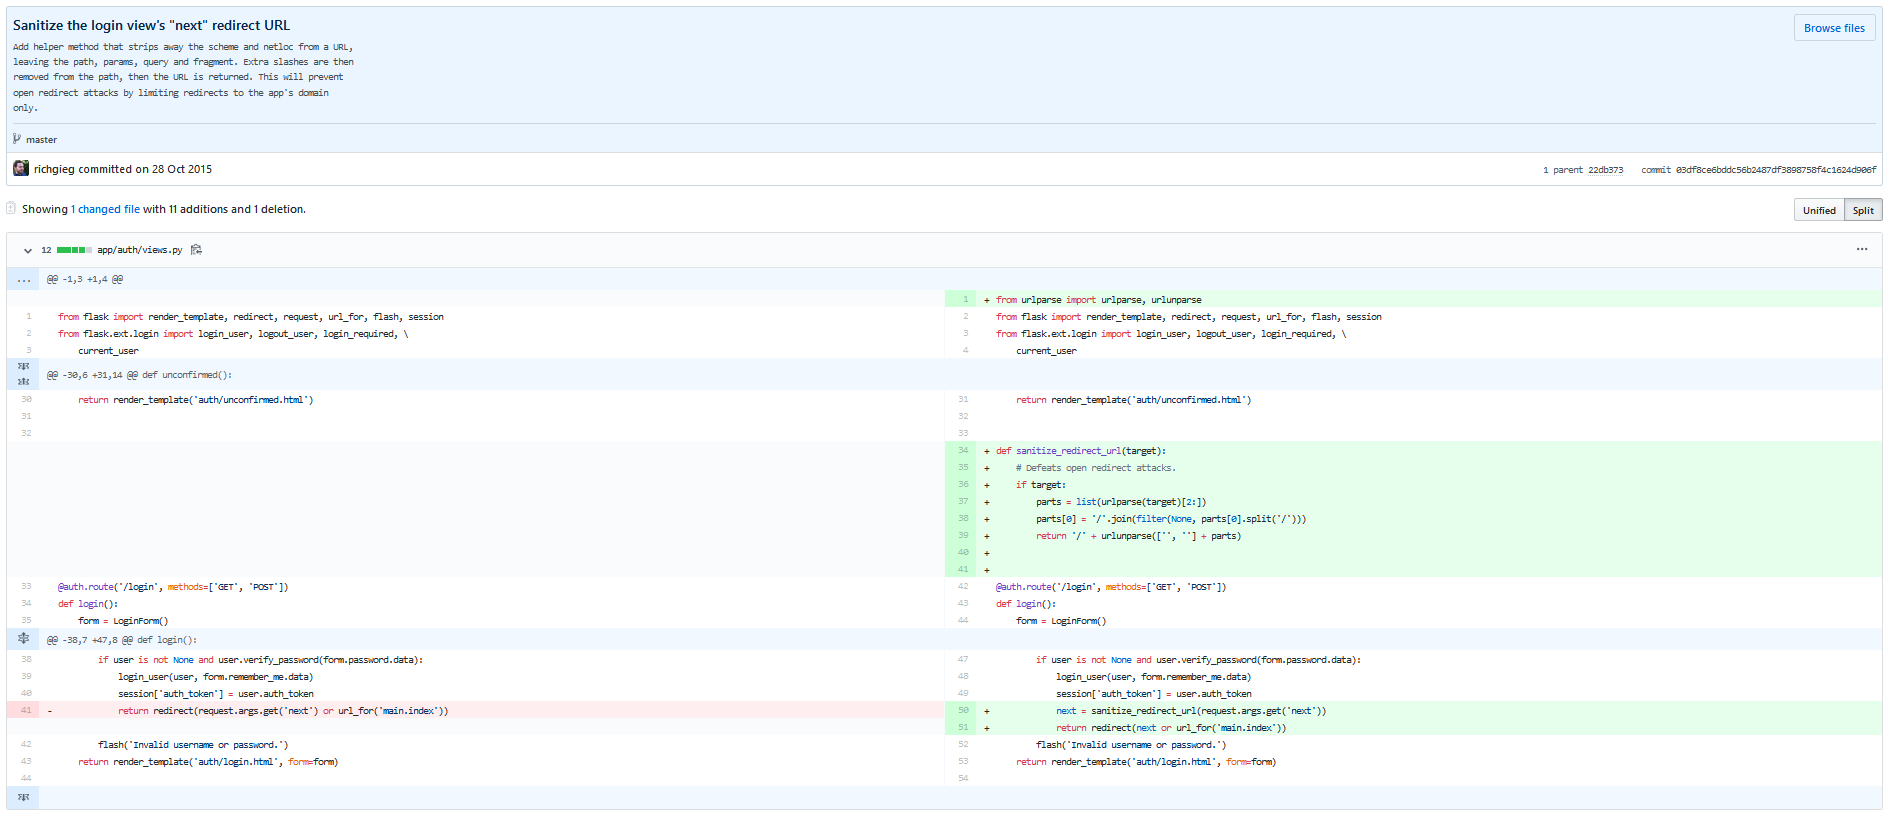 Sanitize the login view's "next" redirect URL
Browse files
Add helper method that strips away the scheme and netloc from a URL,
leaving the path, params, query and fragment. Extra slashes are then
removed from the path, then the URL is returned. This will prevent
open redirect attacks by limiting redirects to the app's domain
only.
master
richgieg committed on 28 Oct 2015
1 parent 22db373 commit 03df8ce6bddc56b2487df3898758f4c1624d906f
Showing 1 changed file with 11 additions and 1 deletion.
Unified Split
12 app/auth/views.py
@@ -1,3 +1,4 @@
1 + from urlparse import urlparse, urlunparse
1 from flask import render_template, redirect, request, url_for, flash, session
2 from flask import render_template, redirect, request, url_for, flash, session
2 from flask.ext.login import login_user, logout_user, login_required, \
3 from flask.ext.login import login_user, logout_user, login_required, \
3 current_user
4 current_user
@@ -30,6 +31,14 @@ def unconfirmed():
30 return render_template('auth/unconfirmed.html')
31 return render_template('auth/unconfirmed.html')
31
32
32
33
34 + def sanitize_redirect_url(target):
35 + # Defeats open redirect attacks.
36 + if target:
37 + parts = list(urlparse(target)[2:])
38 + parts[0] = '/'.join(filter(None, parts[0].split('/')))
39 + return '/' + urlunparse(['', ''] + parts)
40 +
41 +
33 @auth.route('/login', methods=['GET', 'POST'])
42 @auth.route('/login', methods=['GET', 'POST'])
34 def login():
43 def login():
35 form = LoginForm()
44 form = LoginForm()
@@ -38,7 +47,8 @@ def login():
38 if user is not None and user.verify_password(form.password.data):
47 if user is not None and user.verify_password(form.password.data):
39 login_user(user, form.remember_me.data)
48 login_user(user, form.remember_me.data)
40 session['auth_token'] = user.auth_token
49 session['auth_token'] = user.auth_token
41 - return redirect(request.args.get('next') or url_for('main.index'))
50 + next = sanitize_redirect_url(request.args.get('next'))
51 + return redirect(next or url_for('main.index'))
42 flash('Invalid username or password.')
52 flash('Invalid username or password.')
43 return render_template('auth/login.html', form=form)
53 return render_template('auth/login.html', form=form)
44
54